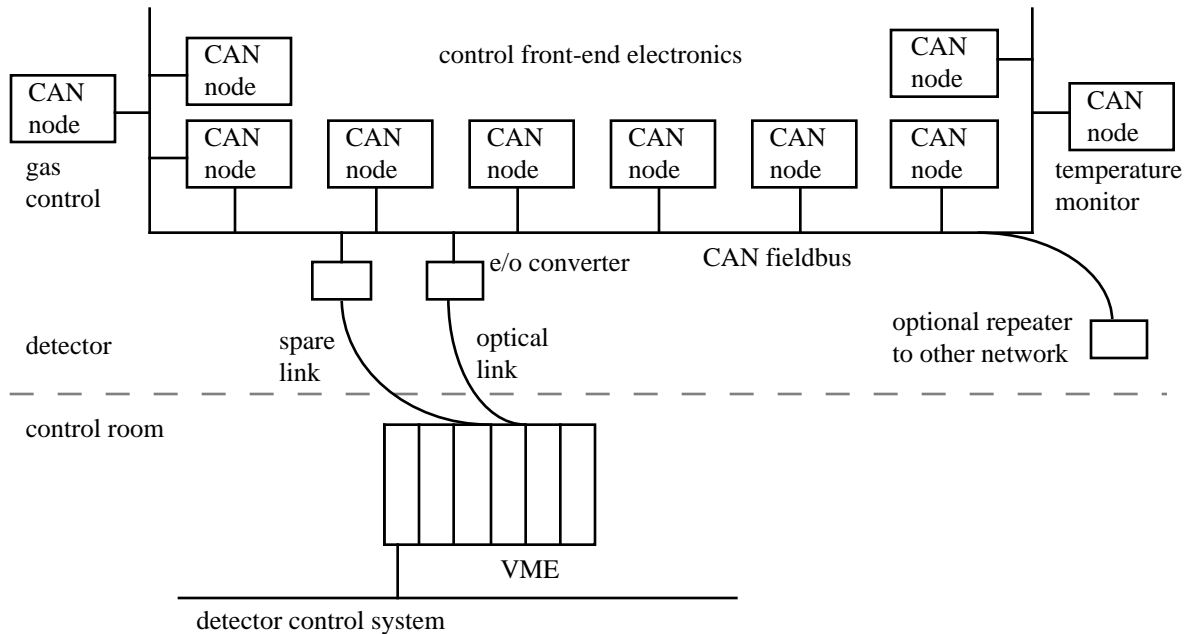 CAN
node
control front-end electronics
CAN
node
CAN
node
CAN
node
gas
control
CAN
node
CAN
node
CAN
node
CAN
node
CAN
node
CAN
node
CAN
node
temperature
monitor
e/o converter
CAN fieldbus
spare
link
optical
link
optional repeater
to other network
detector
control room
VME
detector control system